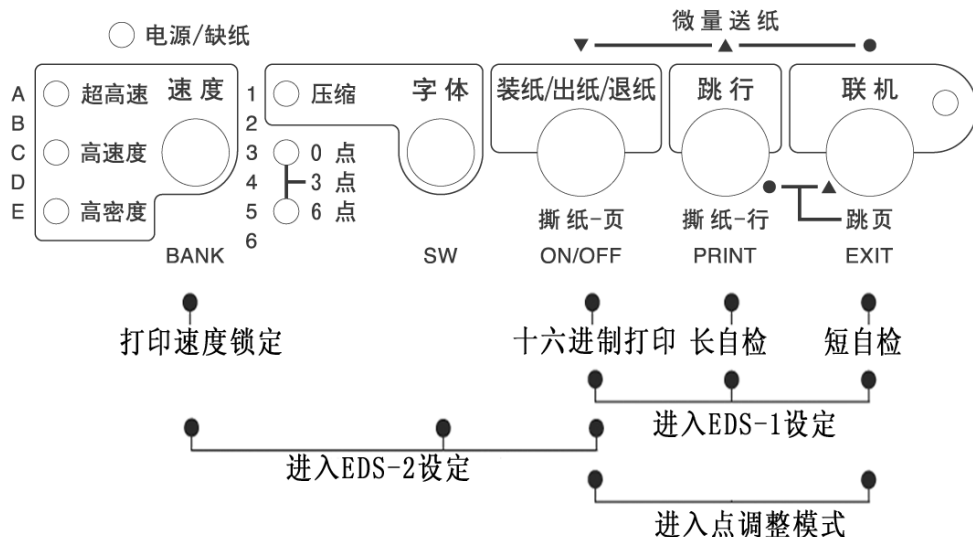 微量送纸
电源/缺纸
A 超高速 速度 1 压缩 字体 装纸/出纸/退纸 跳行 联机
B 2
C 高速度 3 0 点
D 4 3 点
E 高密度 5 6 点 撕纸-页 撕纸-行 跳页
6
BANK SW ON/OFF PRINT EXIT
打印速度锁定 十六进制打印 长自检 短自检
进入EDS-1设定
进入EDS-2设定
进入点调整模式